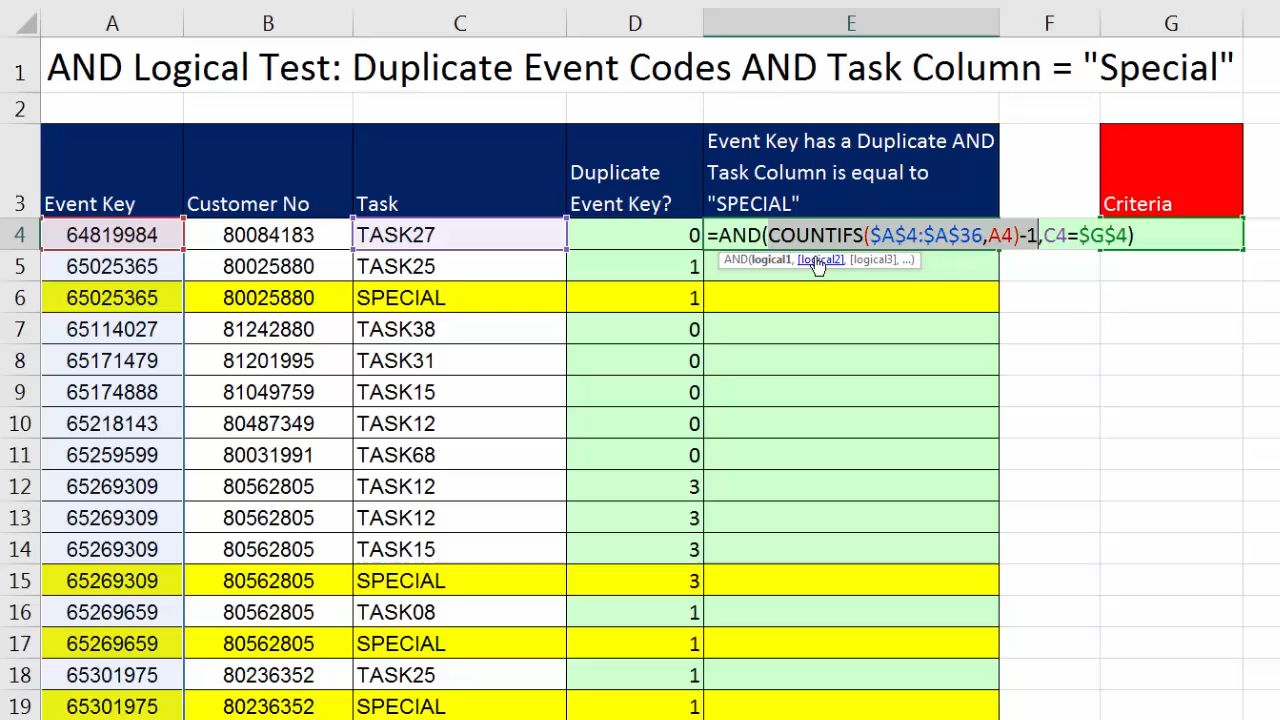 A B C D E F G
1 AND Logical Test: Duplicate Event Codes AND Task Column = "Special"
2
Event Key has a Duplicate AND
Duplicate Task Column is equal to
3 Event Key Customer No Task Event Key? "SPECIAL" Criteria
4 64819984 80084183 TASK27 0 =AND(COUNTIFS($A$4:$A$36,A4)-1,C4=$G$4)
5 65025365 80025880 TASK25 1 AND(logical1, [logical2], [logical3], ...)
6 65025365 80025880 SPECIAL 1
7 65114027 81242880 TASK38 0
8 65171479 81201995 TASK31 0
9 65174888 81049759 TASK15 0
10 65218143 80487349 TASK12 0
11 65259599 80031991 TASK68 0
12 65269309 80562805 TASK12 3
13 65269309 80562805 TASK12 3
14 65269309 80562805 TASK15 3
15 65269309 80562805 SPECIAL 3
16 65269659 80562805 TASK08 1
17 65269659 80562805 SPECIAL 1
18 65301975 80236352 TASK25 1
19 65301975 80236352 SPECIAL 1